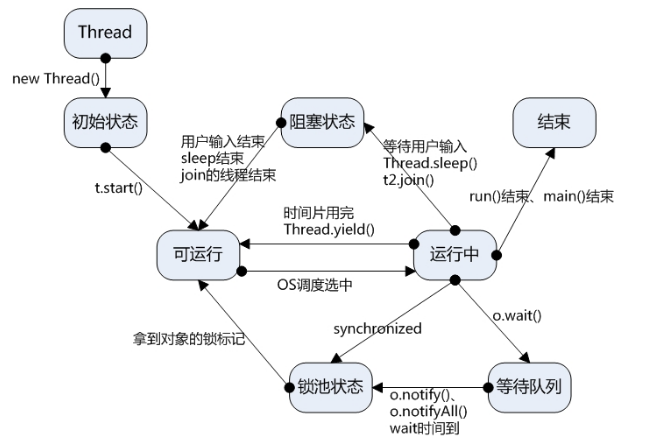 Thread
new Thread()
初始状态
阻塞状态
结束
用户输入结束
sleep结束
join的线程结束
等待用户输入
Thread.sleep()
t2.join()
t.start()
run()结束、main()结束
时间片用完
Thread.yield()
可运行
运行中
OS调度选中
synchronized
o.wait()
拿到对象的锁标记
锁池状态
等待队列
o.notify()、
o.notifyAll()
wait时间到